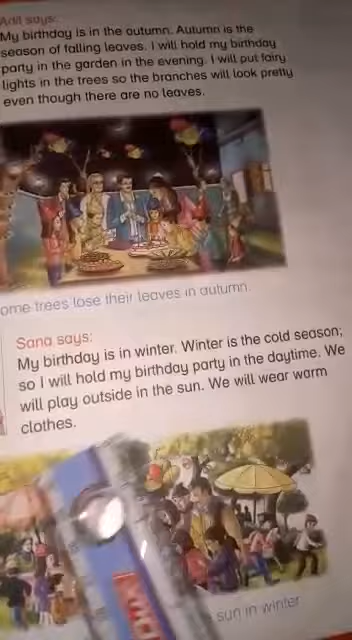 Adil says:
My birthday is in the autumn. Autumn is the
season of falling leaves. I will hold my birthday
party in the garden in the evening. I will put fairy
lights in the trees so the branches will look pretty
even though there are no leaves.
ome trees lose their leaves in autumn.
Sana says:
My birthday is in winter. Winter is the cold season;
so I will hold my birthday party in the daytime. We
will play outside in the sun. We will wear warm
clothes.
sun in winter